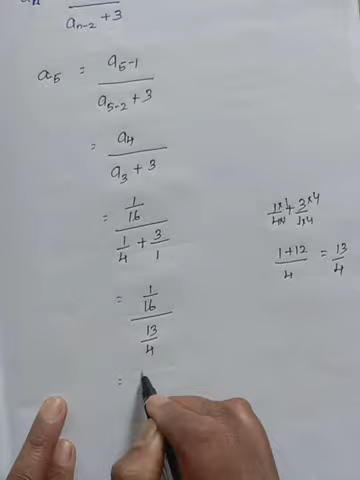 aₙ
aₙ₋₂ + 3
a₅ = a₅₋₁ / (a₅₋₂ + 3)
= a₄ / (a₃ + 3)
= (1/16) / (1/4 + 3/1)
= (1/16) / (13/4)
=
(1×1)/(4×1) + (3×4)/(1×4)
(1+12)/4 = 13/4